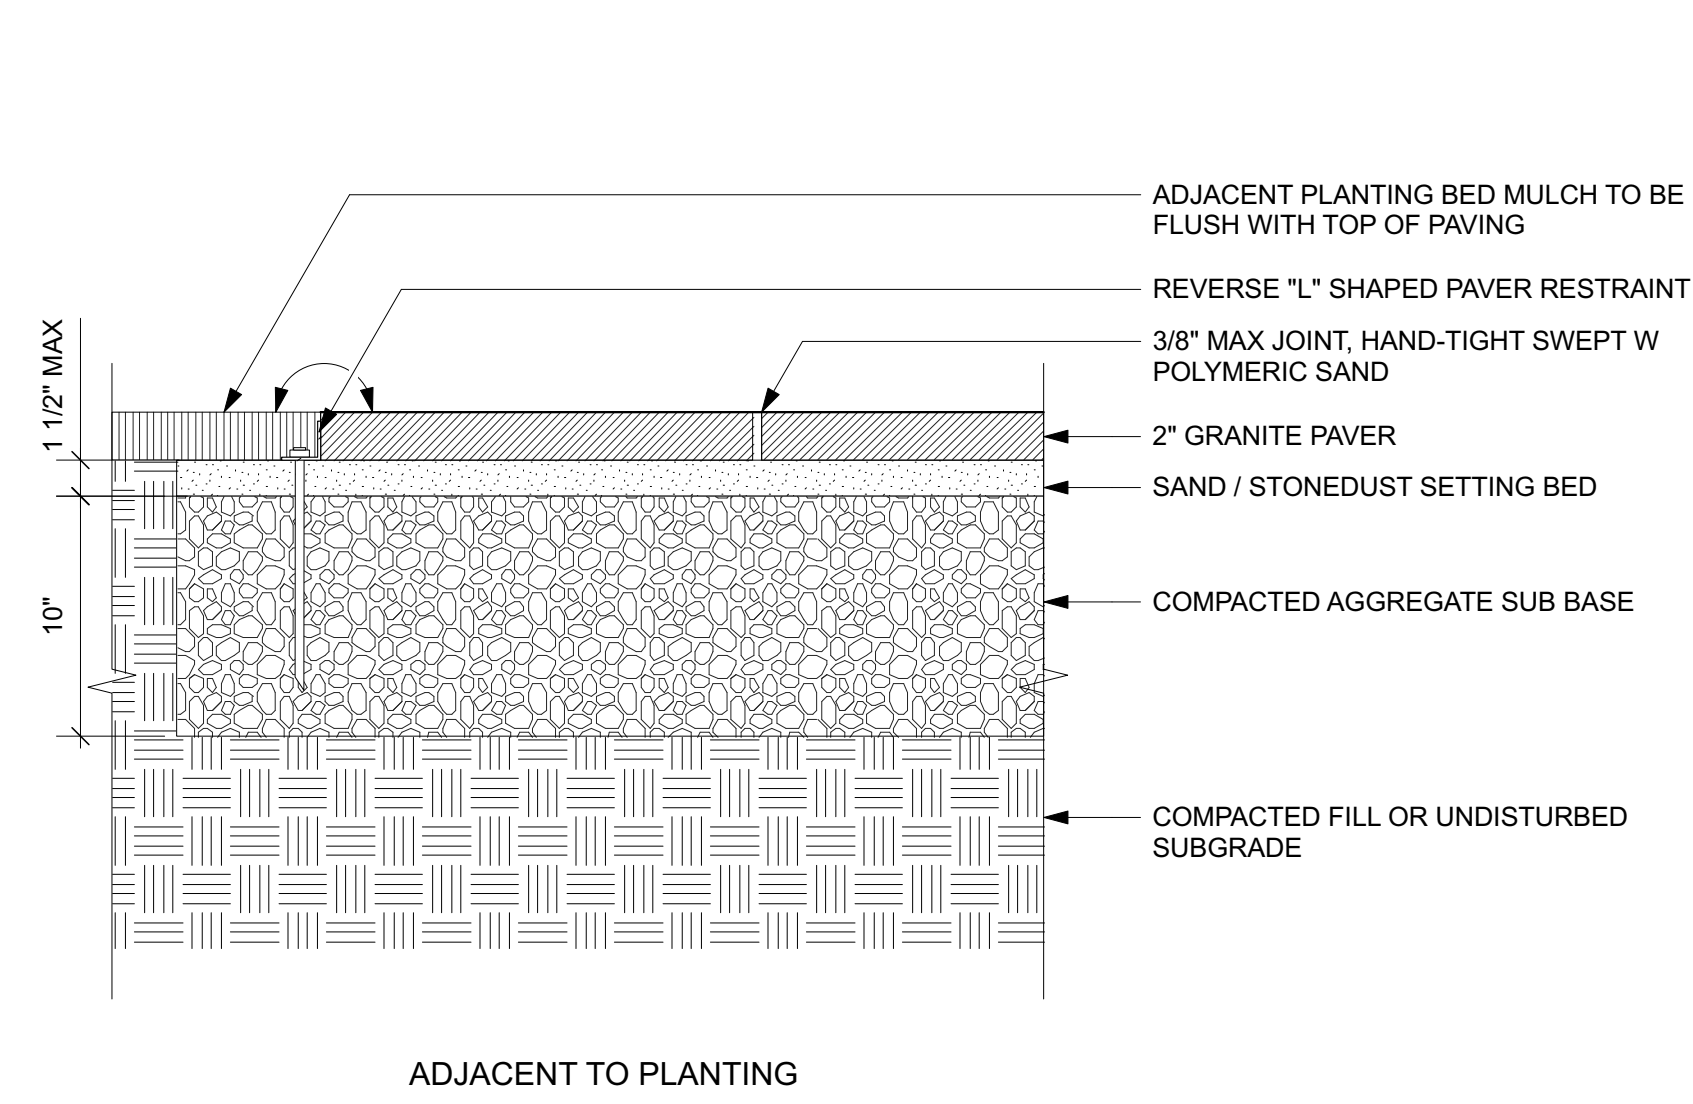 ADJACENT PLANTING BED MULCH TO BE
FLUSH WITH TOP OF PAVING
REVERSE "L" SHAPED PAVER RESTRAINT
3/8" MAX JOINT, HAND-TIGHT SWEPT W
POLYMERIC SAND
2" GRANITE PAVER
SAND / STONEDUST SETTING BED
COMPACTED AGGREGATE SUB BASE
COMPACTED FILL OR UNDISTURBED
SUBGRADE
1 1/2" MAX
10"
ADJACENT TO PLANTING